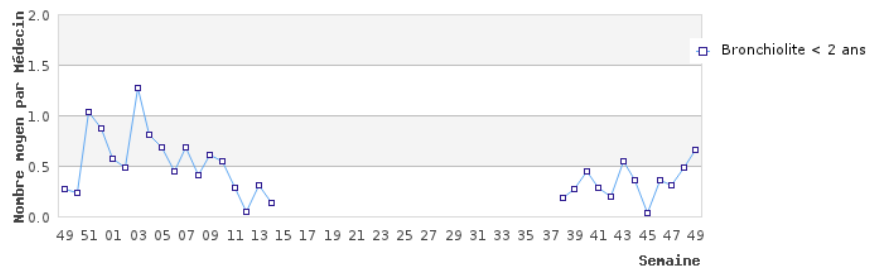 2.0
Bronchiolite < 2 ans
1.5
1.0
0.5
0.0
Nombre moyen par Médecin
49 51 01 03 05 07 09 11 13 15 17 19 21 23 25 27 29 31 33 35 37 39 41 43 45 47 49
Semaine